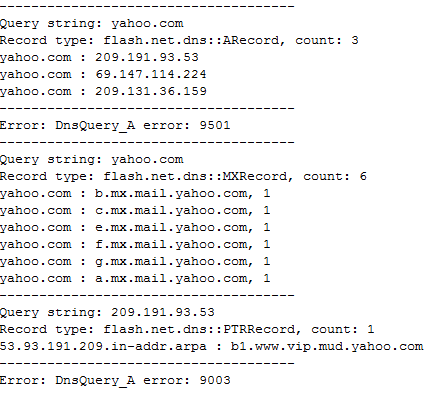 -----------------------------------
Query string: yahoo.com
Record type: flash.net.dns::ARecord, count: 3
yahoo.com : 209.191.93.53
yahoo.com : 69.147.114.224
yahoo.com : 209.131.36.159
-----------------------------------
Error: DnsQuery_A error: 9501
-----------------------------------
Query string: yahoo.com
Record type: flash.net.dns::MXRecord, count: 6
yahoo.com : b.mx.mail.yahoo.com, 1
yahoo.com : c.mx.mail.yahoo.com, 1
yahoo.com : e.mx.mail.yahoo.com, 1
yahoo.com : f.mx.mail.yahoo.com, 1
yahoo.com : g.mx.mail.yahoo.com, 1
yahoo.com : a.mx.mail.yahoo.com, 1
-----------------------------------
Query string: 209.191.93.53
Record type: flash.net.dns::PTRRecord, count: 1
53.93.191.209.in-addr.arpa : b1.www.vip.mud.yahoo.com
-----------------------------------
Error: DnsQuery_A error: 9003